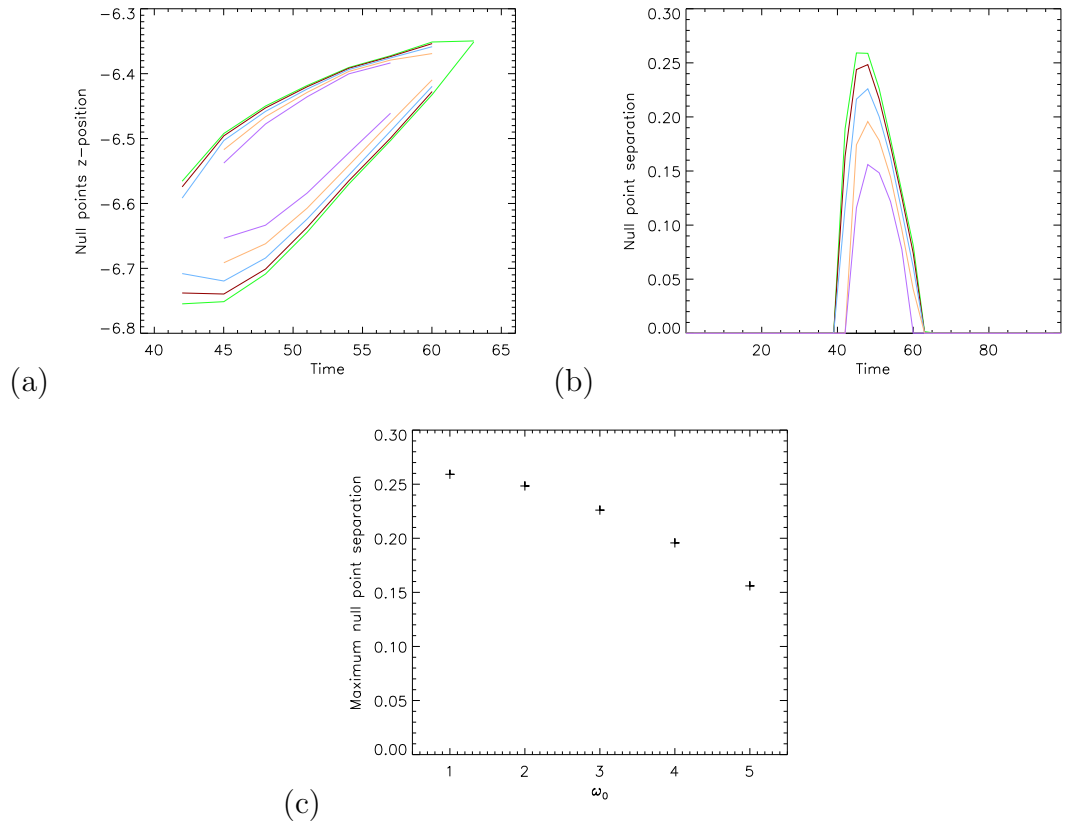 −6.3
−6.4
−6.5
−6.6
−6.7
−6.8
Null points z−position
40 45 50 55 60 65
Time
(a)
0.30
0.25
0.20
0.15
0.10
0.05
0.00
Null point separation
20 40 60 80
Time
(b)
0.30
0.25
0.20
0.15
0.10
0.05
0.00
Maximum null point separation
1 2 3 4 5
ω₀
(c)